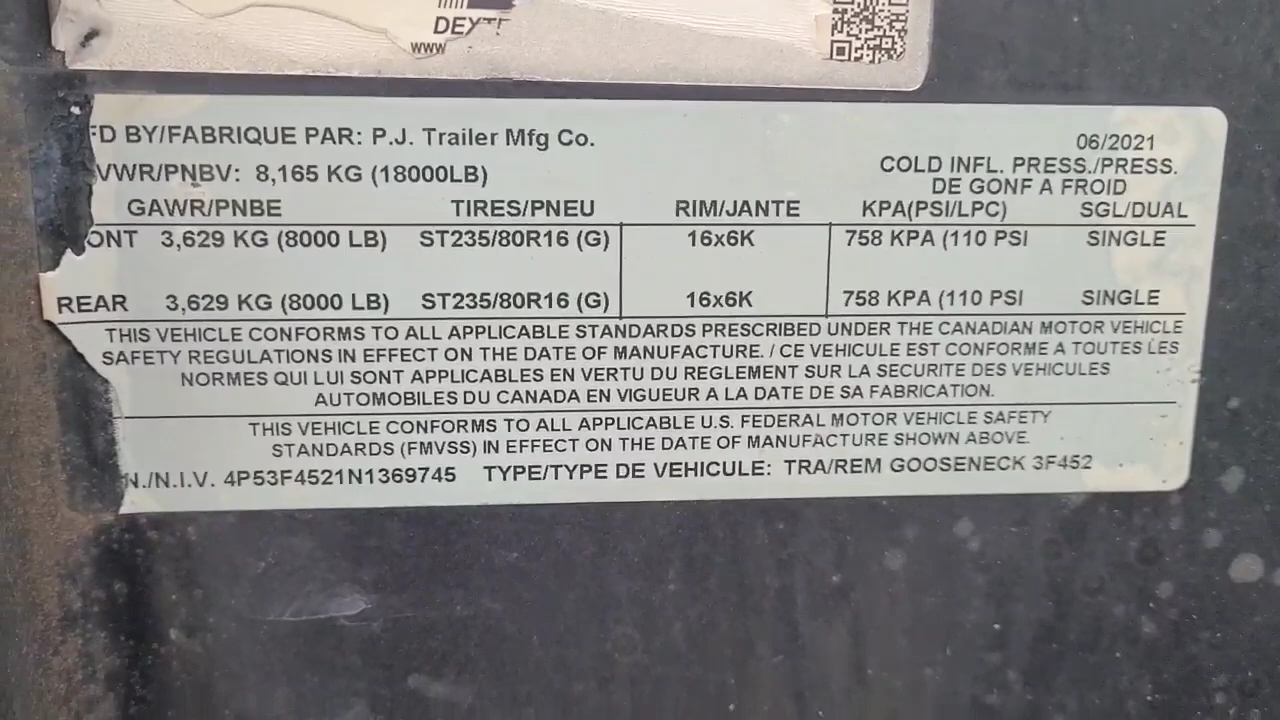 DEXTE
www
FD BY/FABRIQUE PAR: P.J. Trailer Mfg Co.
06/2021
VWR/PNBV: 8,165 KG (18000LB)
COLD INFL. PRESS./PRESS.
DE GONF A FROID
GAWR/PNBE TIRES/PNEU RIM/JANTE KPA(PSI/LPC) SGL/DUAL
ONT 3,629 KG (8000 LB) ST235/80R16 (G) 16x6K 758 KPA (110 PSI SINGLE
REAR 3,629 KG (8000 LB) ST235/80R16 (G) 16x6K 758 KPA (110 PSI SINGLE
THIS VEHICLE CONFORMS TO ALL APPLICABLE STANDARDS PRESCRIBED UNDER THE CANADIAN MOTOR VEHICLE
SAFETY REGULATIONS IN EFFECT ON THE DATE OF MANUFACTURE. / CE VEHICULE EST CONFORME A TOUTES LES
NORMES QUI LUI SONT APPLICABLES EN VERTU DU REGLEMENT SUR LA SECURITE DES VEHICULES
AUTOMOBILES DU CANADA EN VIGUEUR A LA DATE DE SA FABRICATION.
THIS VEHICLE CONFORMS TO ALL APPLICABLE U.S. FEDERAL MOTOR VEHICLE SAFETY
STANDARDS (FMVSS) IN EFFECT ON THE DATE OF MANUFACTURE SHOWN ABOVE.
N./N.I.V. 4P53F4521N1369745 TYPE/TYPE DE VEHICULE: TRA/REM GOOSENECK 3F452